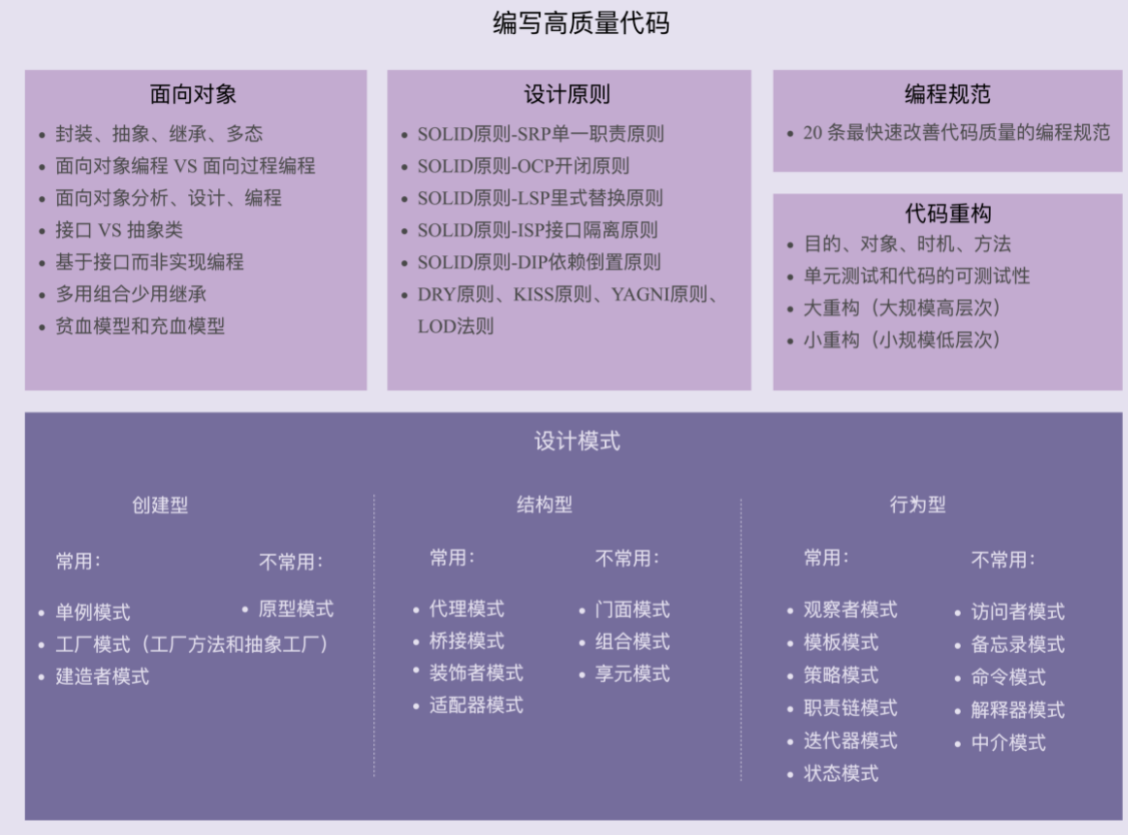 编写高质量代码
面向对象
封装、抽象、继承、多态
面向对象编程 VS 面向过程编程
面向对象分析、设计、编程
接口 VS 抽象类
基于接口而非实现编程
多用组合少用继承
贫血模型和充血模型
设计原则
SOLID原则-SRP单一职责原则
SOLID原则-OCP开闭原则
SOLID原则-LSP里式替换原则
SOLID原则-ISP接口隔离原则
SOLID原则-DIP依赖倒置原则
DRY原则、KISS原则、YAGNI原则、
LOD法则
编程规范
20 条最快速改善代码质量的编程规范
代码重构
目的、对象、时机、方法
单元测试和代码的可测试性
大重构（大规模高层次）
小重构（小规模低层次）
设计模式
创建型
常用：
单例模式
工厂模式（工厂方法和抽象工厂）
建造者模式
不常用：
原型模式
结构型
常用：
代理模式
桥接模式
装饰者模式
适配器模式
不常用：
门面模式
组合模式
享元模式
行为型
常用：
观察者模式
模板模式
策略模式
职责链模式
迭代器模式
状态模式
不常用：
访问者模式
备忘录模式
命令模式
解释器模式
中介模式